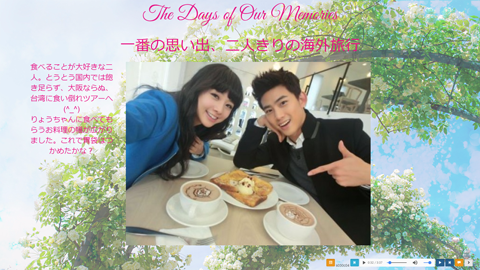 The Days of Our Memories
一番の思い出、二人きりの海外旅行
食べることが大好きな二
人。とうとう国内では飽
き足らず、大阪ならぬ、
台湾に食い倒れツアーへ
(^_^)
りょうちゃんに食べても
らうお料理の幅が広がり
ました。これで胃袋はつ
かめたかな？